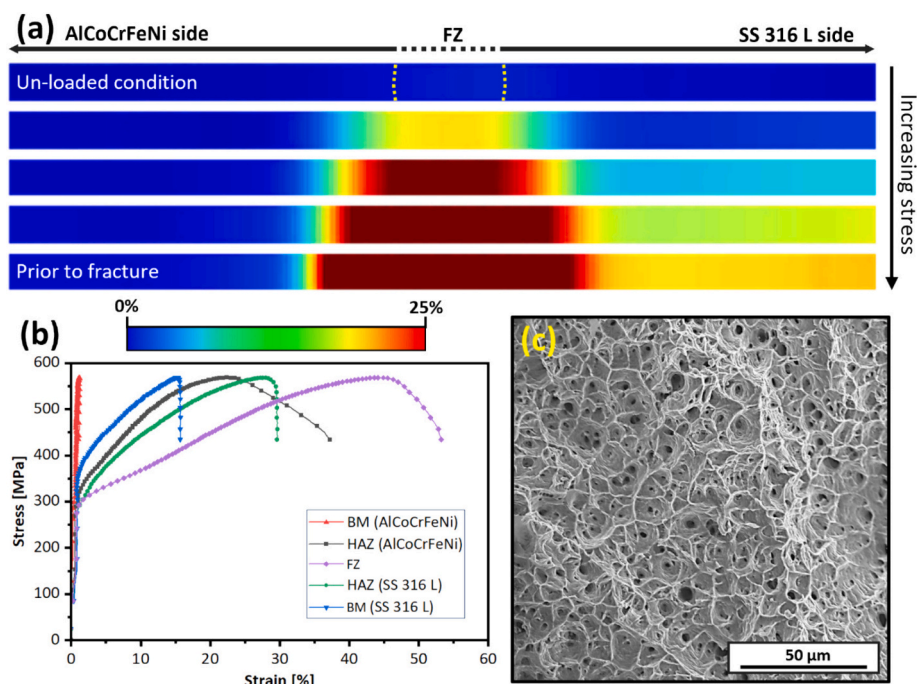 (a)
AlCoCrFeNi side
FZ
SS 316 L side
Un-loaded condition
Prior to fracture
Increasing stress
0%
25%
(b)
600
500
400
300
200
100
0
Stress [MPa]
BM (AlCoCrFeNi)
HAZ (AlCoCrFeNi)
FZ
HAZ (SS 316 L)
BM (SS 316 L)
0
10
20
30
40
50
60
Strain [%]
(c)
50 µm